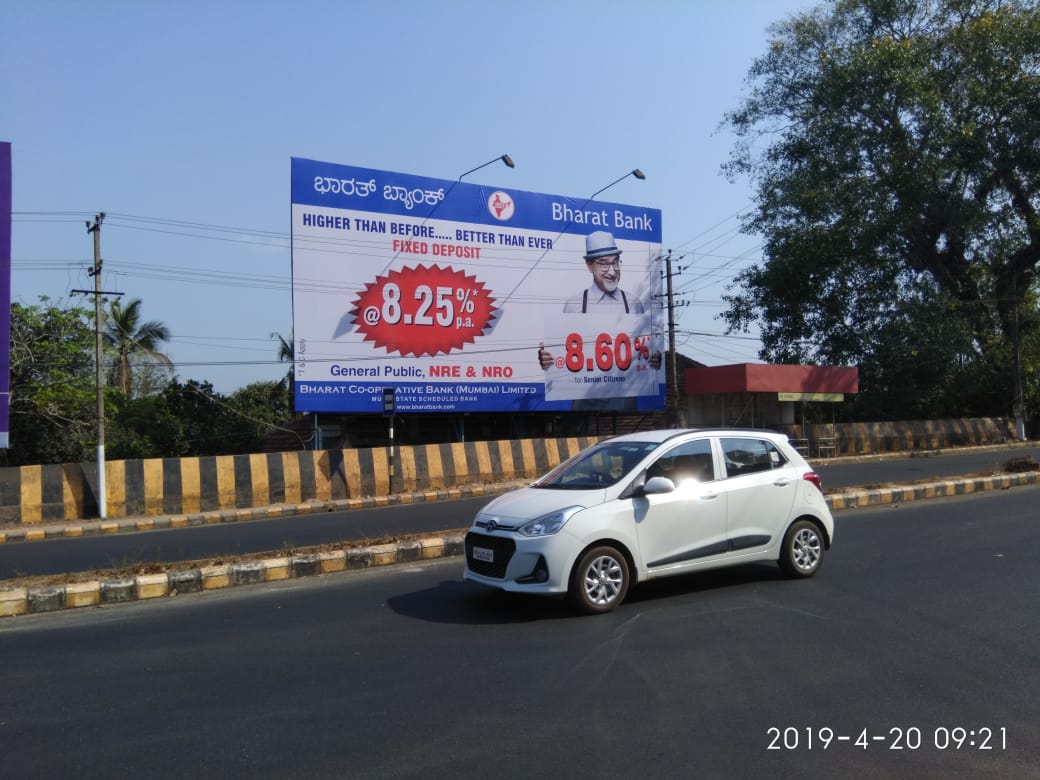 ಭಾರತ್ ಬ್ಯಾಂಕ್
Bharat Bank
HIGHER THAN BEFORE..... BETTER THAN EVER
FIXED DEPOSIT
@8.25%*
p.a.
@8.60%*
p.a.
for Senior Citizens
General Public, NRE & NRO
*T & C Apply
BHARAT CO-OPERATIVE BANK (MUMBAI) LIMITED
STATE SCHEDULED BANK
www.bharatbank.com
2019-4-20 09:21